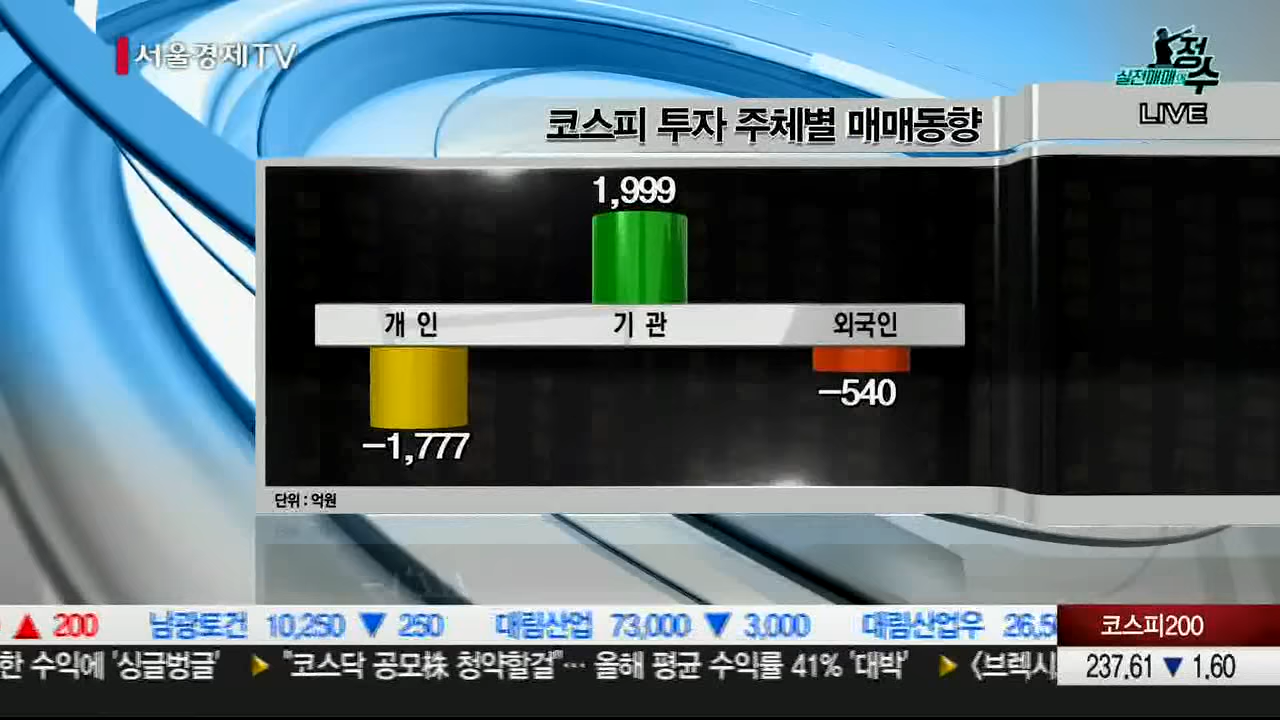 서울경제TV
실전매매의 정수
LIVE
코스피 투자 주체별 매매동향
1,999
개 인 기 관 외국인
-540
-1,777
단위 : 억원
▲ 200 남광토건 10,250 ▼ 250 대림산업 73,000 ▼ 3,000 대림산업우 26,5
코스피200
한 수익에 '싱글벙글' ▶ "코스닥 공모株 청약할걸"… 올해 평균 수익률 41% '대박' ▶ 〈브렉시
237.61 ▼ 1.60